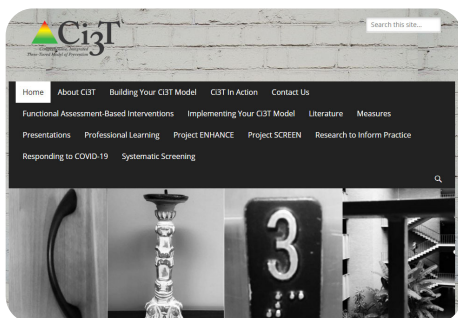 Search this site...
Ci3T
Comprehensive, Integrated
Three-Tiered Model of Prevention
Home About Ci3T Building Your Ci3T Model Ci3T In Action Contact Us
Functional Assessment-Based Interventions Implementing Your Ci3T Model Literature Measures
Presentations Professional Learning Project ENHANCE Project SCREEN Research to Inform Practice
Responding to COVID-19 Systematic Screening
3